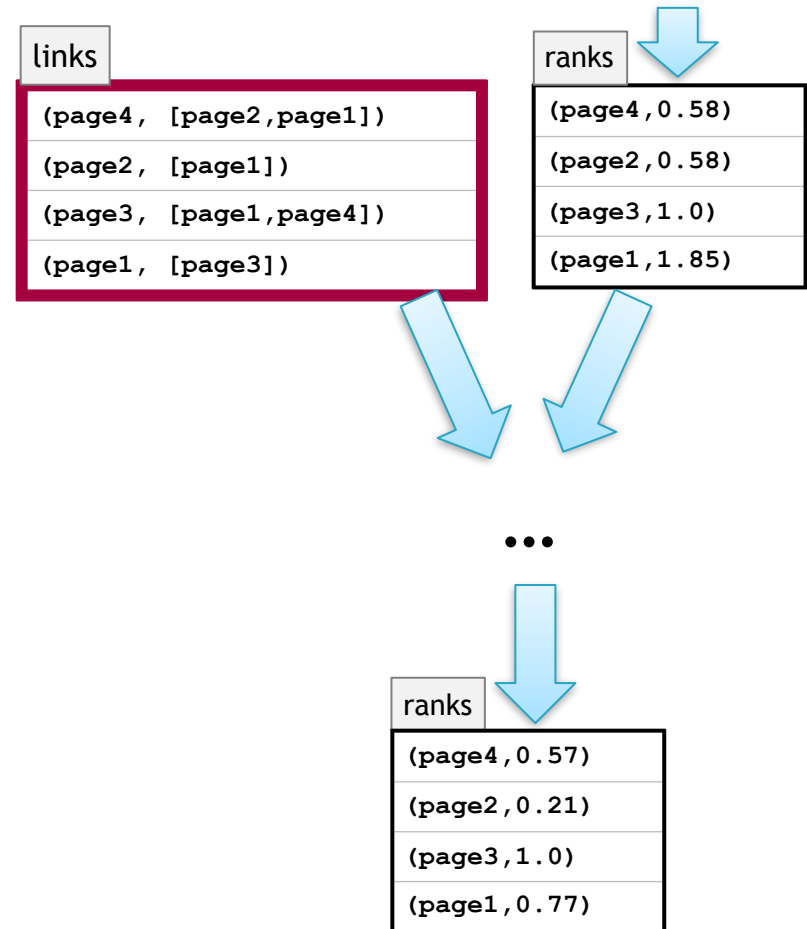 links
(page4, [page2,page1])
(page2, [page1])
(page3, [page1,page4])
(page1, [page3])
ranks
(page4,0.58)
(page2,0.58)
(page3,1.0)
(page1,1.85)
...
ranks
(page4,0.57)
(page2,0.21)
(page3,1.0)
(page1,0.77)